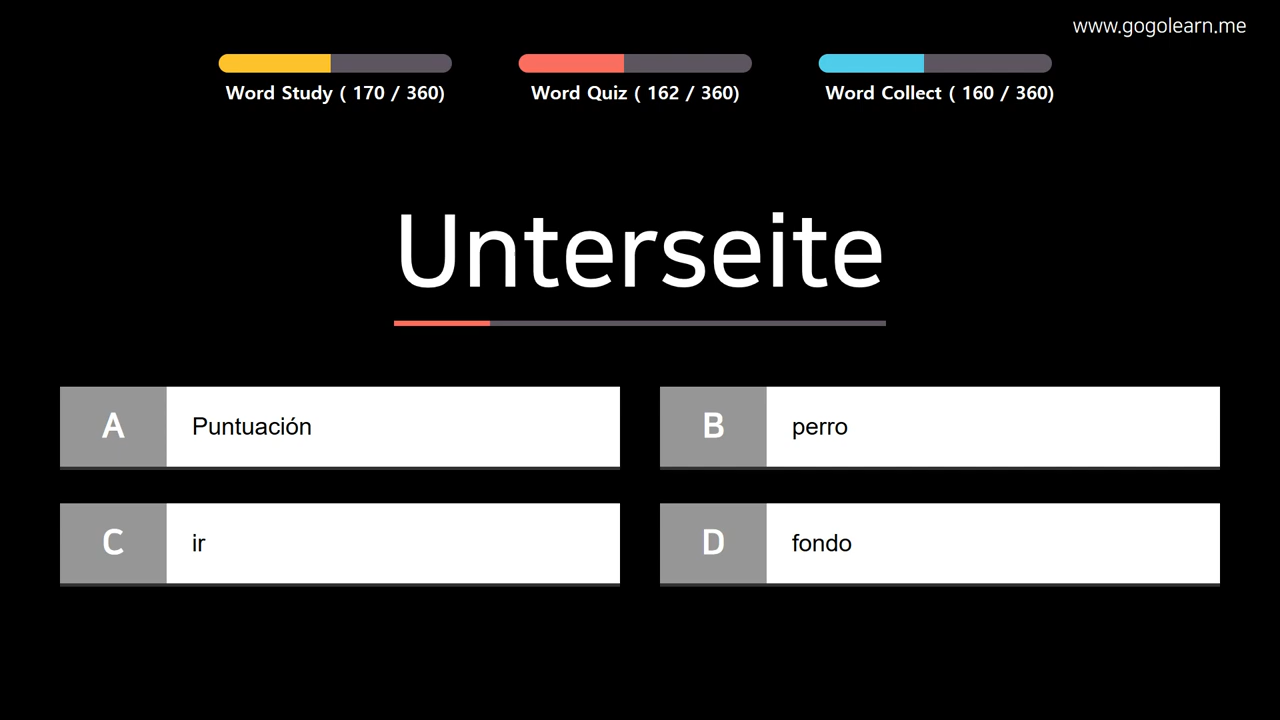 www.gogolearn.me
Word Study ( 170 / 360)
Word Quiz ( 162 / 360)
Word Collect ( 160 / 360)
Unterseite
A Puntuación
B perro
C ir
D fondo